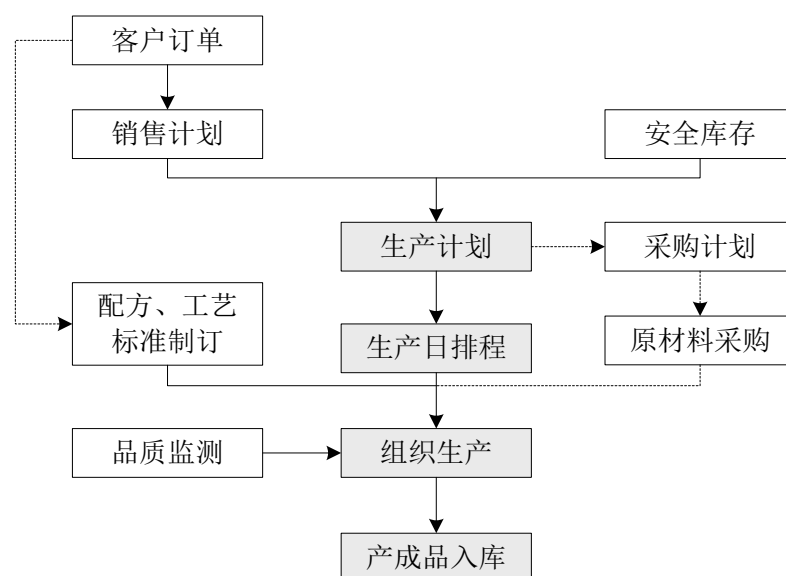 客户订单
销售计划
安全库存
生产计划
采购计划
配方、工艺
标准制订
生产日排程
原材料采购
品质监测
组织生产
产成品入库